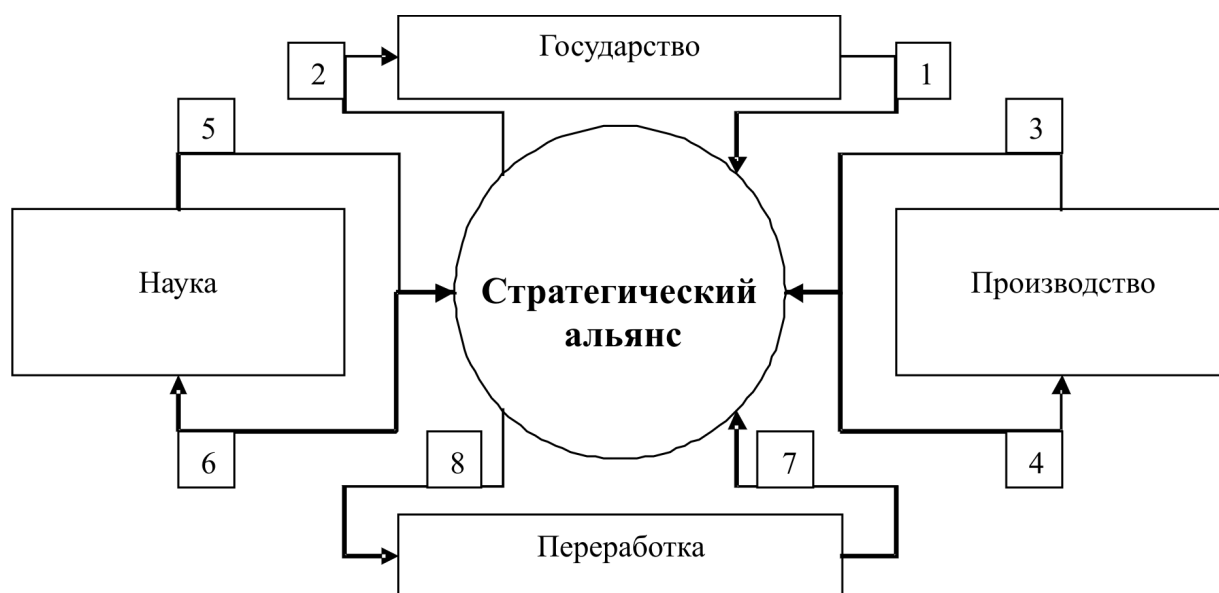 Государство
2
1
5
3
Наука
Стратегический
альянс
Производство
6
8
7
4
Переработка